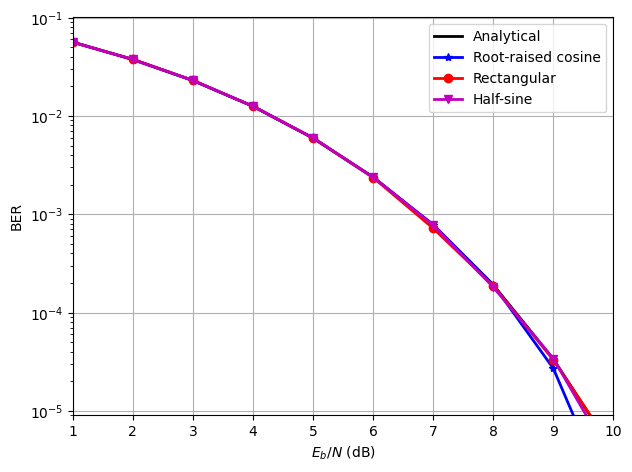 10⁻¹
10⁻²
10⁻³
10⁻⁴
10⁻⁵
BER
Analytical
Root-raised cosine
Rectangular
Half-sine
1 2 3 4 5 6 7 8 9 10
E_b/N (dB)